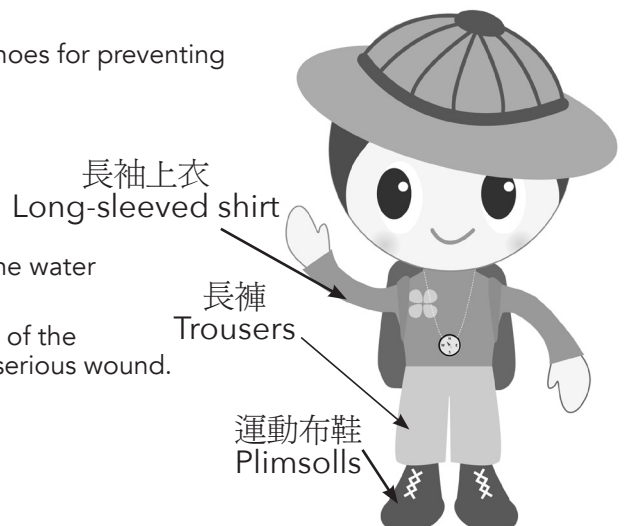 hoes for preventing
長袖上衣
Long-sleeved shirt
ne water
長褲
Trousers
of the
serious wound.
運動布鞋
Plimsolls